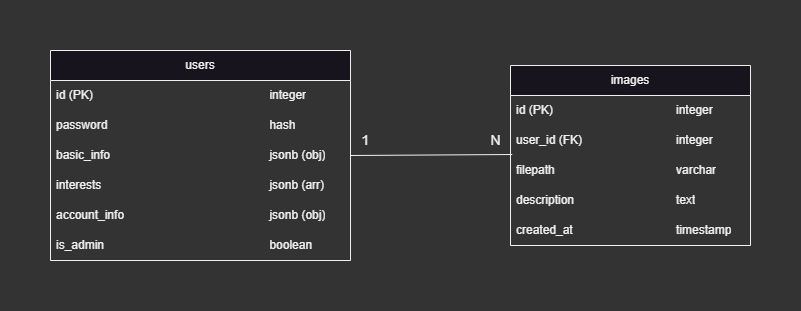 users
id (PK) integer
password hash
basic_info jsonb (obj)
interests jsonb (arr)
account_info jsonb (obj)
is_admin boolean
1 N
images
id (PK) integer
user_id (FK) integer
filepath varchar
description text
created_at timestamp